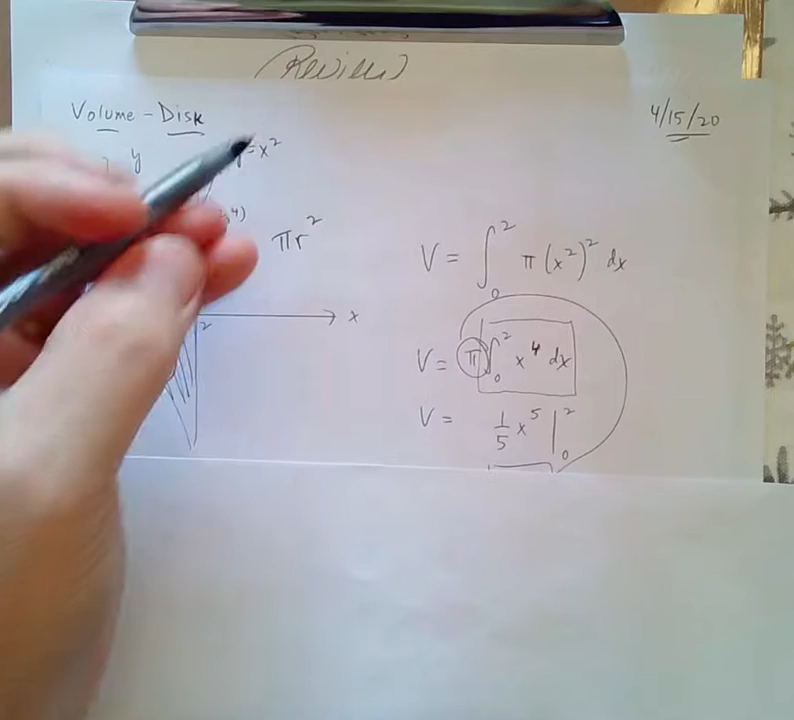 (Review)
Volume - Disk
4/15/20
y
=x²
4)
πr²
x
2
V = ∫₀² π(x²)² dx
V = π∫₀² x⁴ dx
V = 1/5 x⁵ |₀²